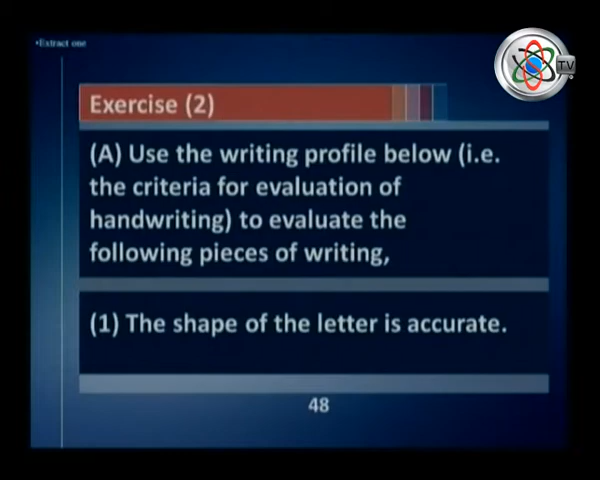 •Extract one
TV
Exercise (2)
(A) Use the writing profile below (i.e.
the criteria for evaluation of
handwriting) to evaluate the
following pieces of writing,
(1) The shape of the letter is accurate.
48